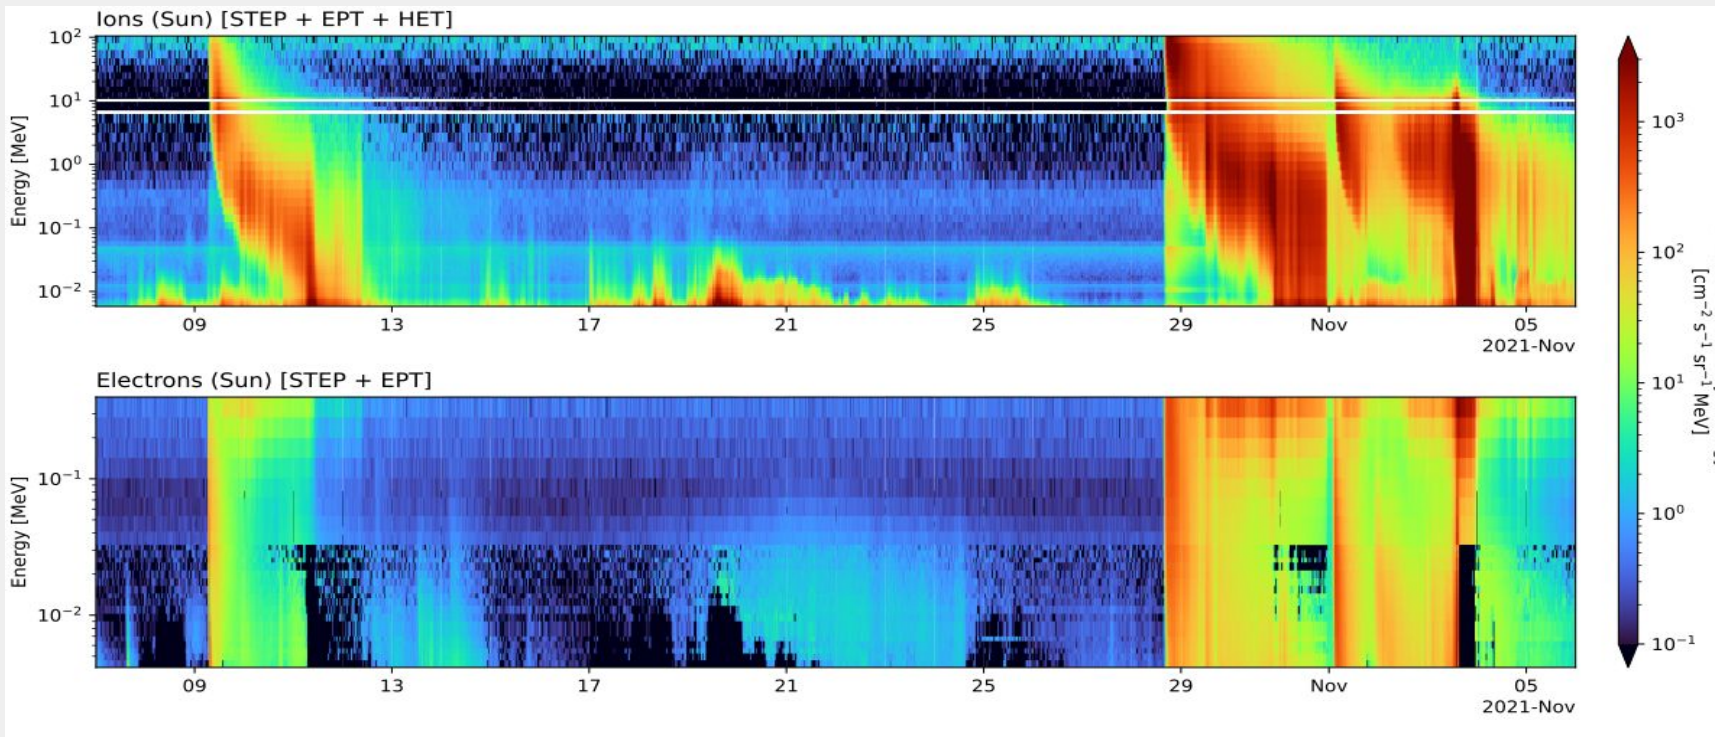 Ions (Sun) [STEP + EPT + HET]
Energy [MeV]
10² 10¹ 10⁰ 10⁻¹ 10⁻²
09 13 17 21 25 29 Nov 05
2021-Nov
Electrons (Sun) [STEP + EPT]
Energy [MeV]
10⁻¹ 10⁻²
09 13 17 21 25 29 Nov 05
2021-Nov
10³ 10² 10¹ 10⁰ 10⁻¹
[cm⁻² s⁻¹ sr⁻¹ MeV]